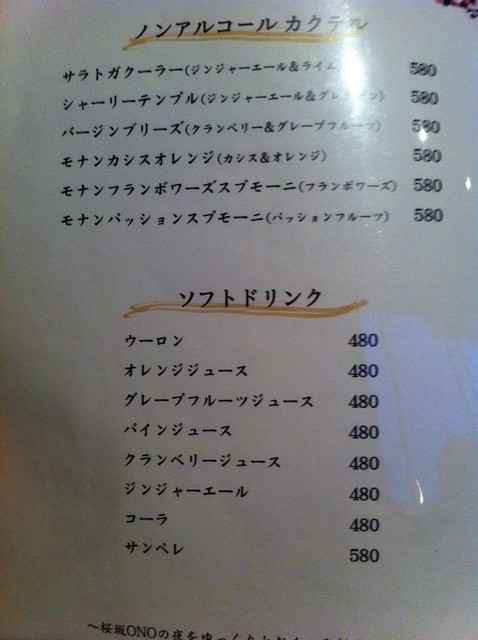 ノンアルコール カクテル
サラトガクーラー(ジンジャーエール&ライム) 580
シャーリーテンプル(ジンジャーエール&グレナデン) 580
バージンブリーズ(クランベリー&グレープフルーツ) 580
モナンカシスオレンジ(カシス&オレンジ) 580
モナンフランボワーズスプモーニ(フランボワーズ) 580
モナンパッションスプモーニ(パッションフルーツ) 580
ソフトドリンク
ウーロン 480
オレンジジュース 480
グレープフルーツジュース 480
パインジュース 480
クランベリージュース 480
ジンジャーエール 480
コーラ 480
サンペレ 580
〜桜坂ONOの夜をゆっくりと